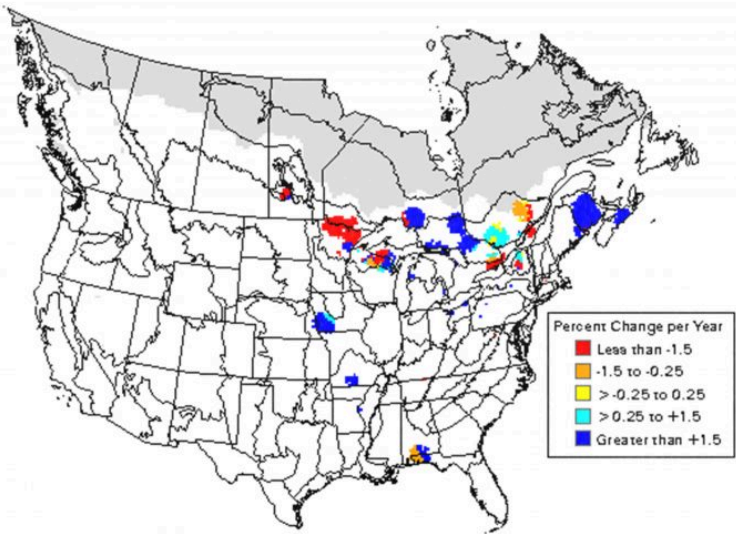 Percent Change per Year
Less than -1.5
-1.5 to -0.25
> -0.25 to 0.25
> 0.25 to +1.5
Greater than +1.5